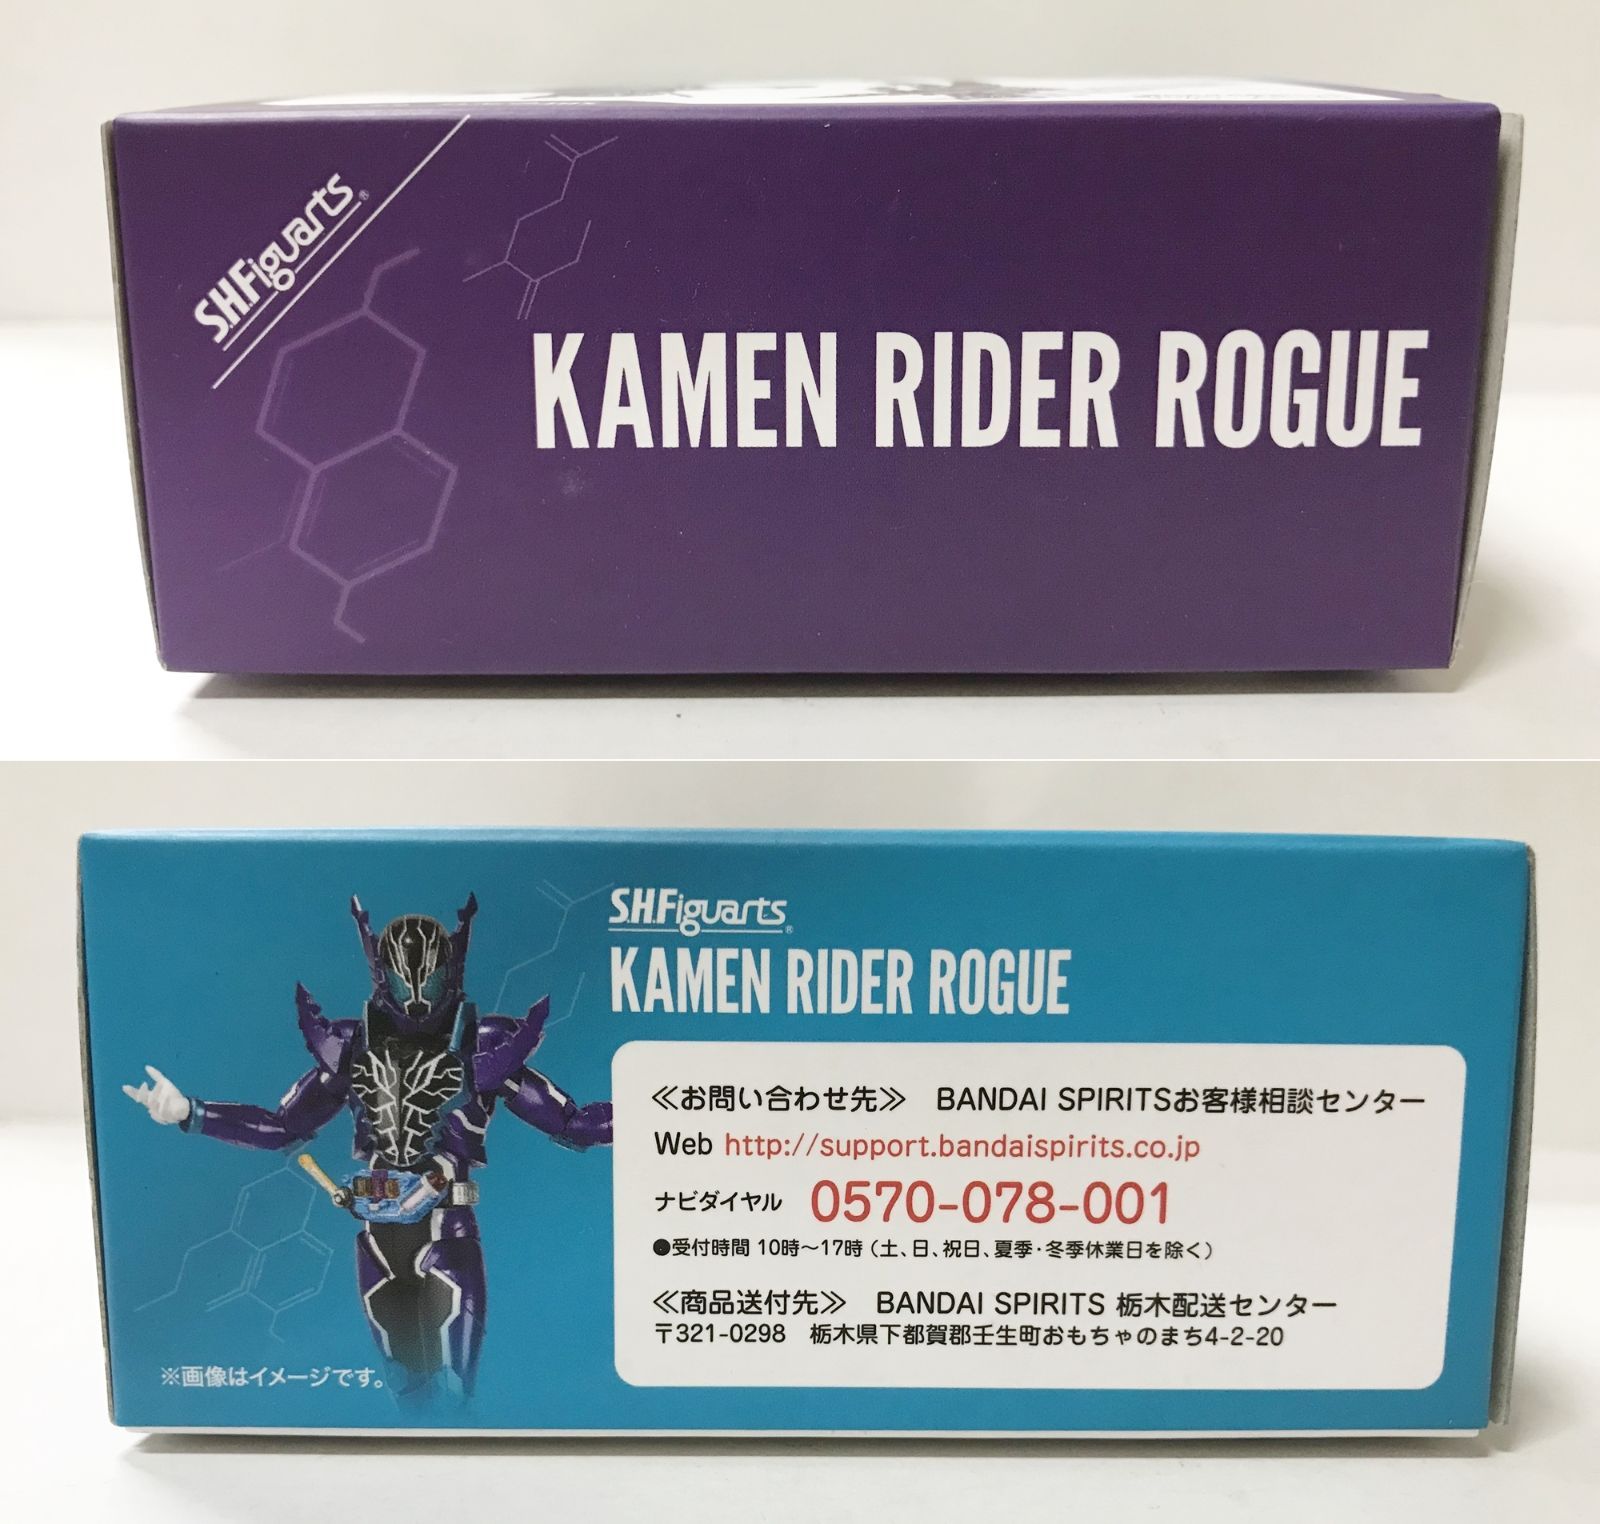 S.H.Figuarts®
KAMEN RIDER ROGUE
S.H.Figuarts®
KAMEN RIDER ROGUE
≪お問い合わせ先≫ BANDAI SPIRITSお客様相談センター
Web http://support.bandaispirits.co.jp
ナビダイヤル 0570-078-001
●受付時間 10時～17時（土、日、祝日、夏季・冬季休業日を除く）
≪商品送付先≫ BANDAI SPIRITS 栃木配送センター
〒321-0298 栃木県下都賀郡壬生町おもちゃのまち4-2-20
※画像はイメージです。